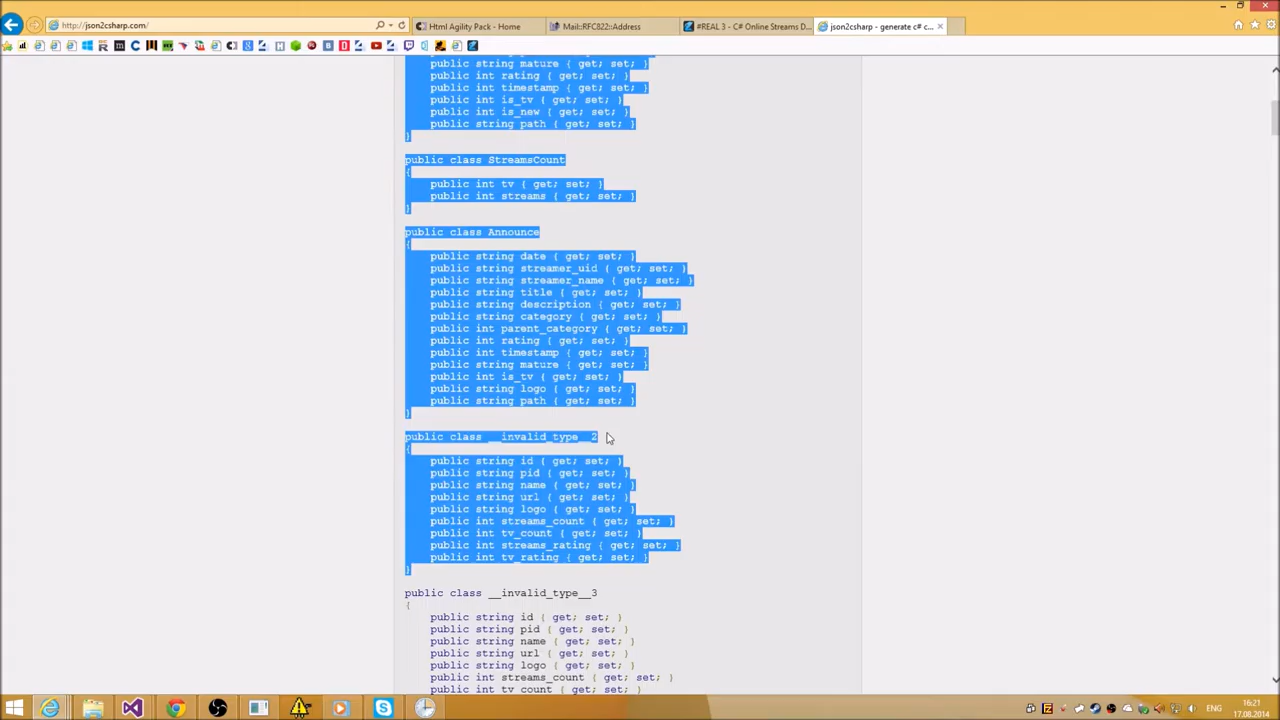 http://json2csharp.com/
Html Agility Pack - Home
Mail::RFC822::Address
#REAL 3 - C# Online Streams D...
json2csharp - generate c# c...
public string mature { get; set; }
public int rating { get; set; }
public int timestamp { get; set; }
public int is_tv { get; set; }
public int is_new { get; set; }
public string path { get; set; }
}
public class StreamsCount
{
public int tv { get; set; }
public int streams { get; set; }
}
public class Announce
{
public string date { get; set; }
public string streamer_uid { get; set; }
public string streamer_name { get; set; }
public string title { get; set; }
public string description { get; set; }
public string category { get; set; }
public int parent_category { get; set; }
public int rating { get; set; }
public int timestamp { get; set; }
public string mature { get; set; }
public int is_tv { get; set; }
public string logo { get; set; }
public string path { get; set; }
}
public class __invalid_type__2
{
public string id { get; set; }
public string pid { get; set; }
public string name { get; set; }
public string url { get; set; }
public string logo { get; set; }
public int streams_count { get; set; }
public int tv_count { get; set; }
public int streams_rating { get; set; }
public int tv_rating { get; set; }
}
public class __invalid_type__3
{
public string id { get; set; }
public string pid { get; set; }
public string name { get; set; }
public string url { get; set; }
public string logo { get; set; }
public int streams_count { get; set; }
public int tv_count { get; set; }
ENG
16:21
17.08.2014